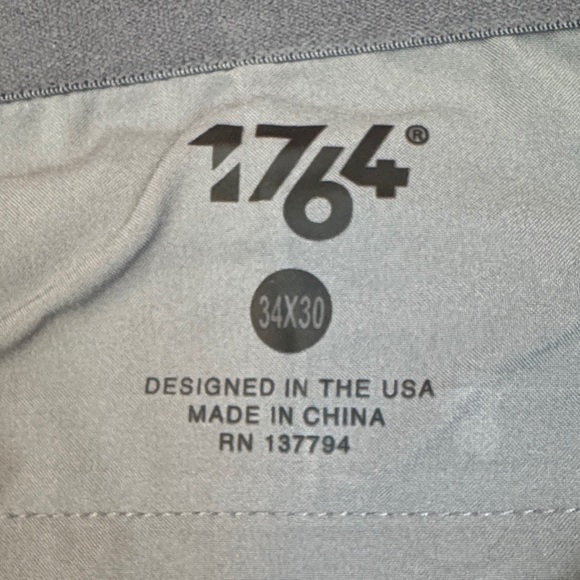 1764®
34X30
DESIGNED IN THE USA
MADE IN CHINA
RN 137794